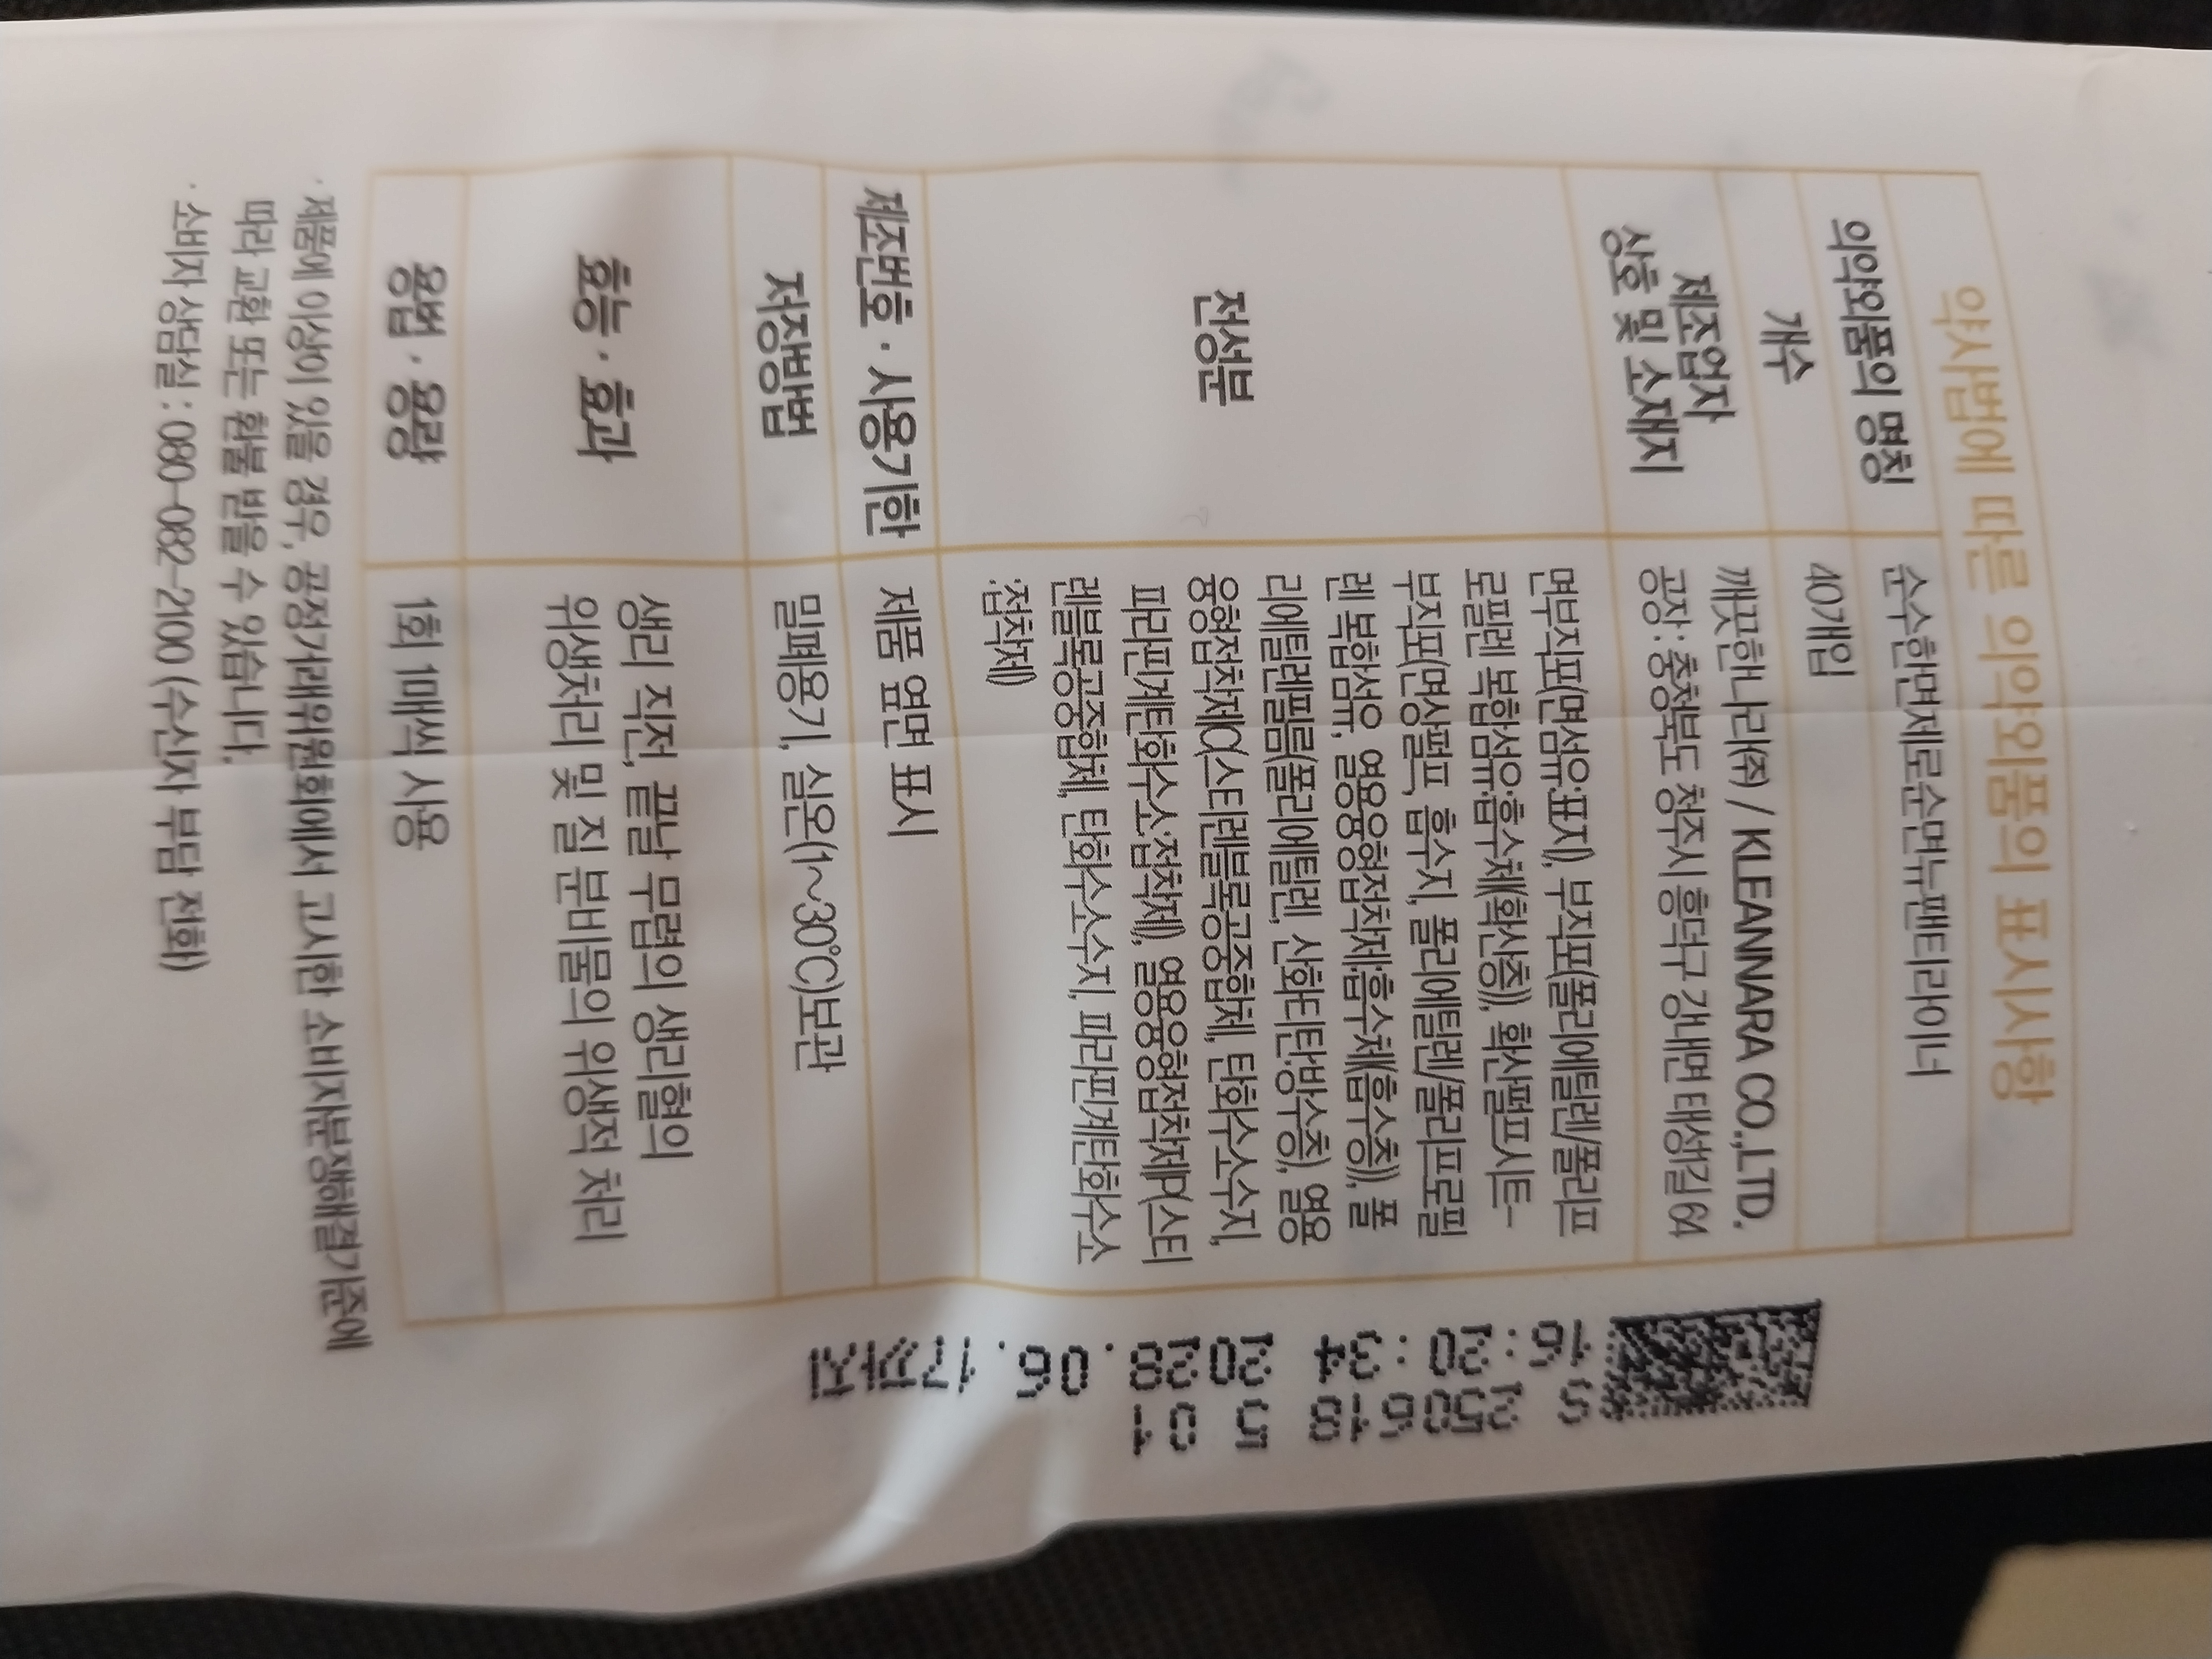 약사법에 따른 의약외품의 표시사항
의약외품의 명칭
순수한면제로순면뉴팬티라이너
개수
40개입
제조업자
상호 및 소재지
깨끗한나라(주) / KLEANNARA CO.,LTD.
공장 : 충청북도 청주시 흥덕구 강내면 태성길 64
전성분
면부직포(면섬유·표지), 부직포(폴리에틸렌/폴리프
로필렌 복합섬유·흡수체(확산층)), 확산펄프시트-
부직포(면상펄프, 흡수지, 폴리에틸렌/폴리프로필
렌 복합섬유, 열용융형접착제·흡수체(흡수층)), 폴
리에틸렌필름(폴리에틸렌, 산화티탄·방수층), 열용
융형접착제O(스티렌블록공중합체, 탄화수소수지,
파라핀계탄화수소·접착제), 열용융형접착제P(스티
렌블록공중합체, 탄화수소수지, 파라핀계탄화수소
·접착제)
제조번호 · 사용기한
제품 옆면 표시
저장방법
밀폐용기, 실온(1~30℃)보관
효능 · 효과
생리 직전, 끝날 무렵의 생리혈의
위생처리 및 질 분비물의 위생적 처리
용법 · 용량
1회 1매씩 사용
· 제품에 이상이 있을 경우, 공정거래위원회에서 고시한 소비자분쟁해결기준에
따라 교환 또는 환불 받을 수 있습니다.
· 소비자 상담실 : 080-082-2100 (수신자 부담 전화)
16:20:34 2028.06.17까지